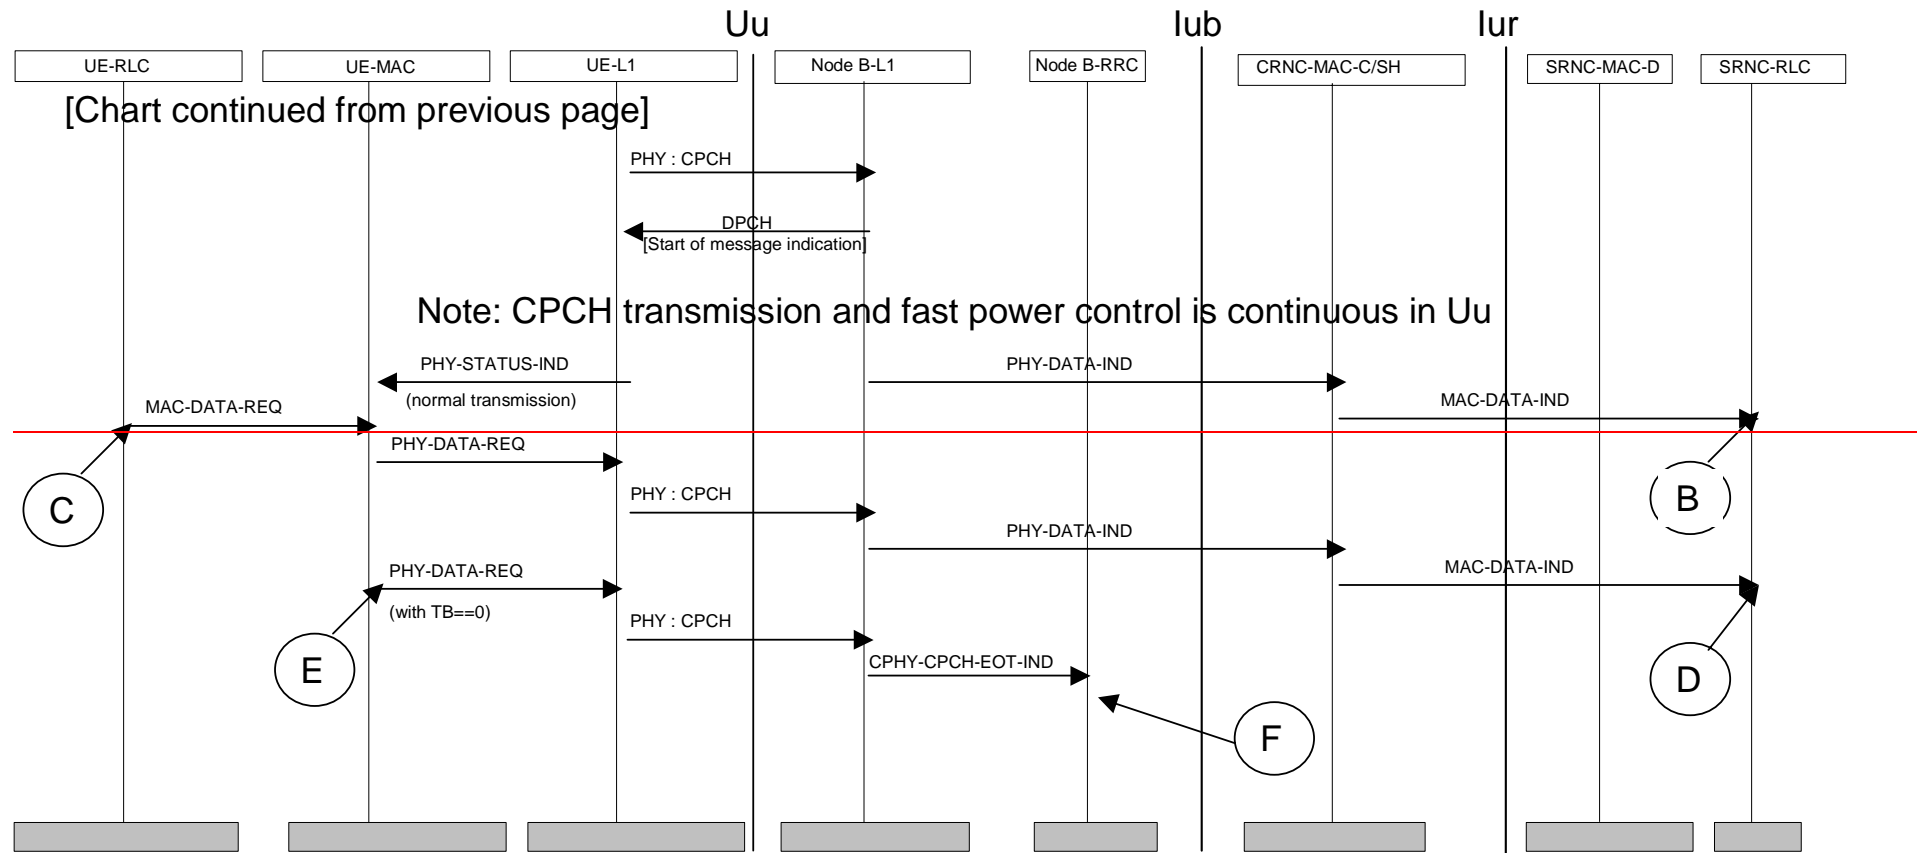 Uu
Iub
Iur
UE-RLC
UE-MAC
UE-L1
Node B-L1
Node B-RRC
CRNC-MAC-C/SH
SRNC-MAC-D
SRNC-RLC
[Chart continued from previous page]
PHY : CPCH
DPCH
[Start of message indication]
Note: CPCH transmission and fast power control is continuous in Uu
PHY-STATUS-IND
PHY-DATA-IND
(normal transmission)
MAC-DATA-REQ
MAC-DATA-IND
PHY-DATA-REQ
C
PHY : CPCH
B
PHY-DATA-IND
PHY-DATA-REQ
MAC-DATA-IND
(with TB==0)
PHY : CPCH
E
CPHY-CPCH-EOT-IND
D
F